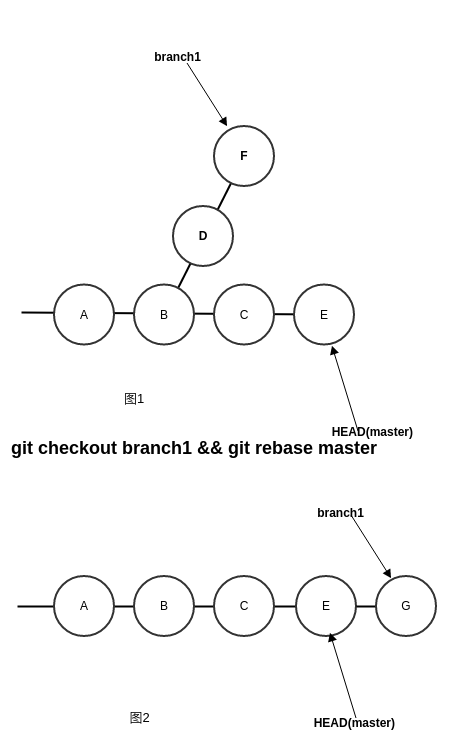 branch1
F
D
A B C E
图1
HEAD(master)
git checkout branch1 && git rebase master
branch1
A B C E G
图2
HEAD(master)